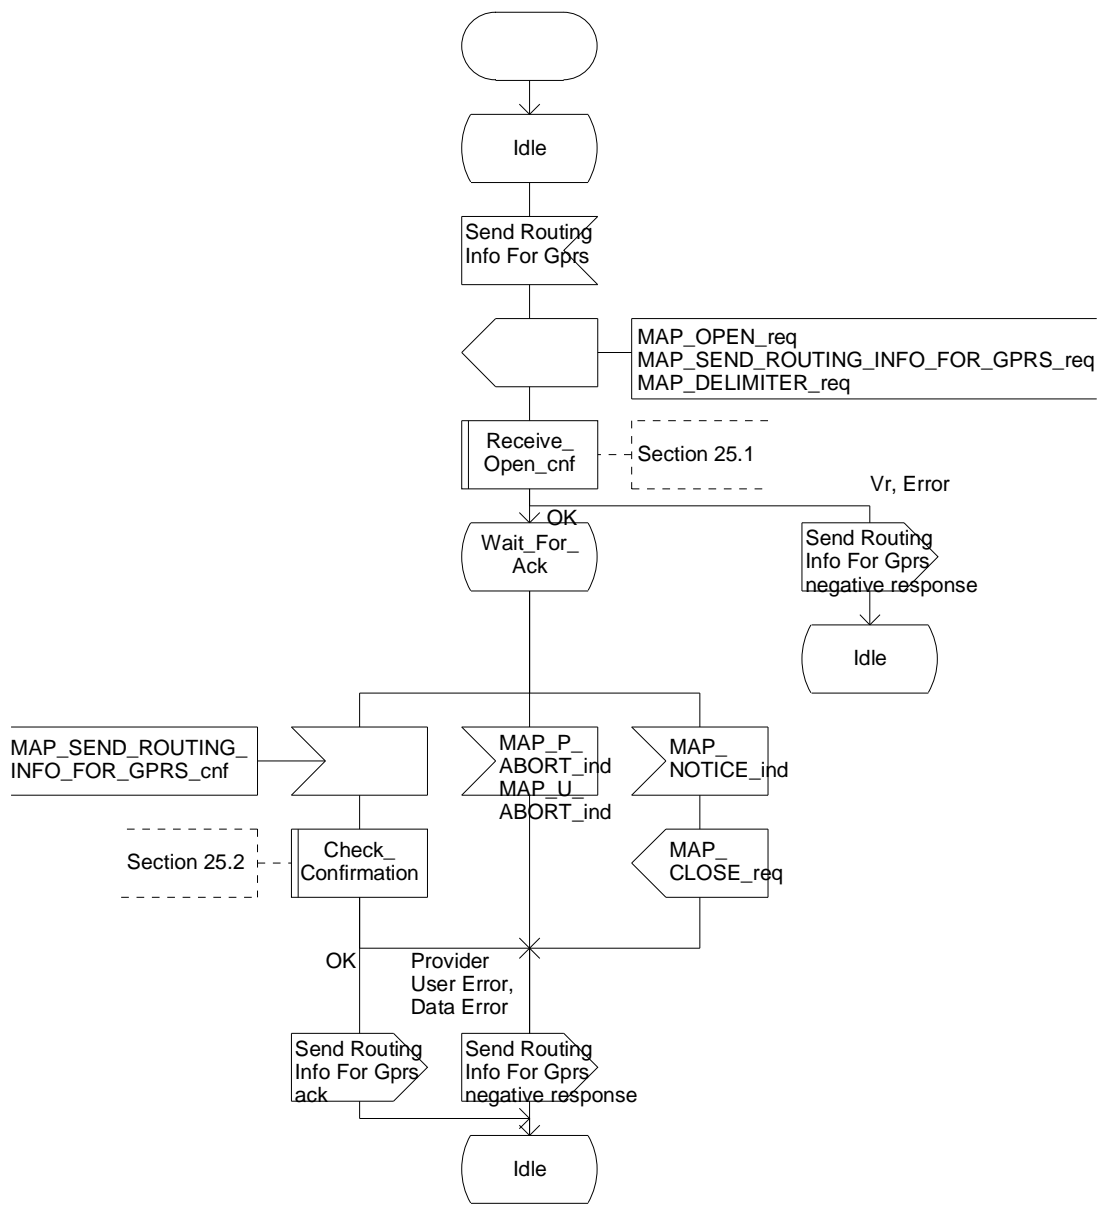 Idle
Send Routing
Info For Gprs
MAP_OPEN_req
MAP_SEND_ROUTING_INFO_FOR_GPRS_req
MAP_DELIMITER_req
Receive_
Open_cnf
Section 25.1
Vr, Error
OK
Wait_For_
Ack
Send Routing
Info For Gprs
negative response
Idle
MAP_SEND_ROUTING_
INFO_FOR_GPRS_cnf
MAP_P_
ABORT_ind
MAP_U_
ABORT_ind
MAP_
NOTICE_ind
Section 25.2
Check_
Confirmation
MAP_
CLOSE_req
OK
Provider
User Error,
Data Error
Send Routing
Info For Gprs
ack
Send Routing
Info For Gprs
negative response
Idle